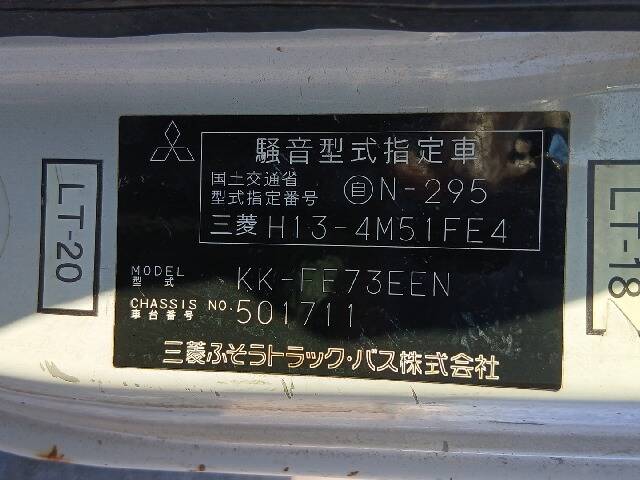 騒音型式指定車
国土交通省
型式指定番号 自N-295
三菱 H13-4M51FE4
MODEL
型式 KK-FE73EEN
CHASSIS NO.
車台番号 501711
三菱ふそうトラック・バス株式会社
LT-20
LT-18